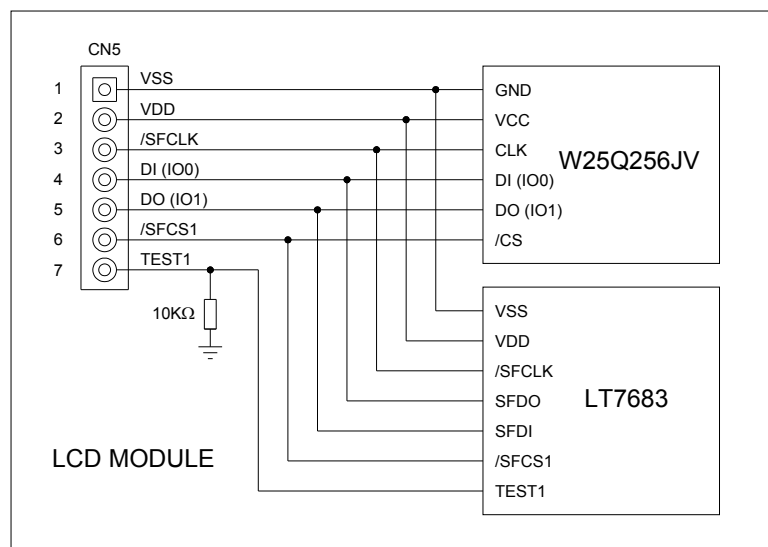 CN5
1 VSS
2 VDD
3 /SFCLK
4 DI (IO0)
5 DO (IO1)
6 /SFCS1
7 TEST1
10KΩ
LCD MODULE
GND
VCC
CLK
DI (IO0)
DO (IO1)
/CS
W25Q256JV
VSS
VDD
/SFCLK
SFDO
SFDI
/SFCS1
TEST1
LT7683